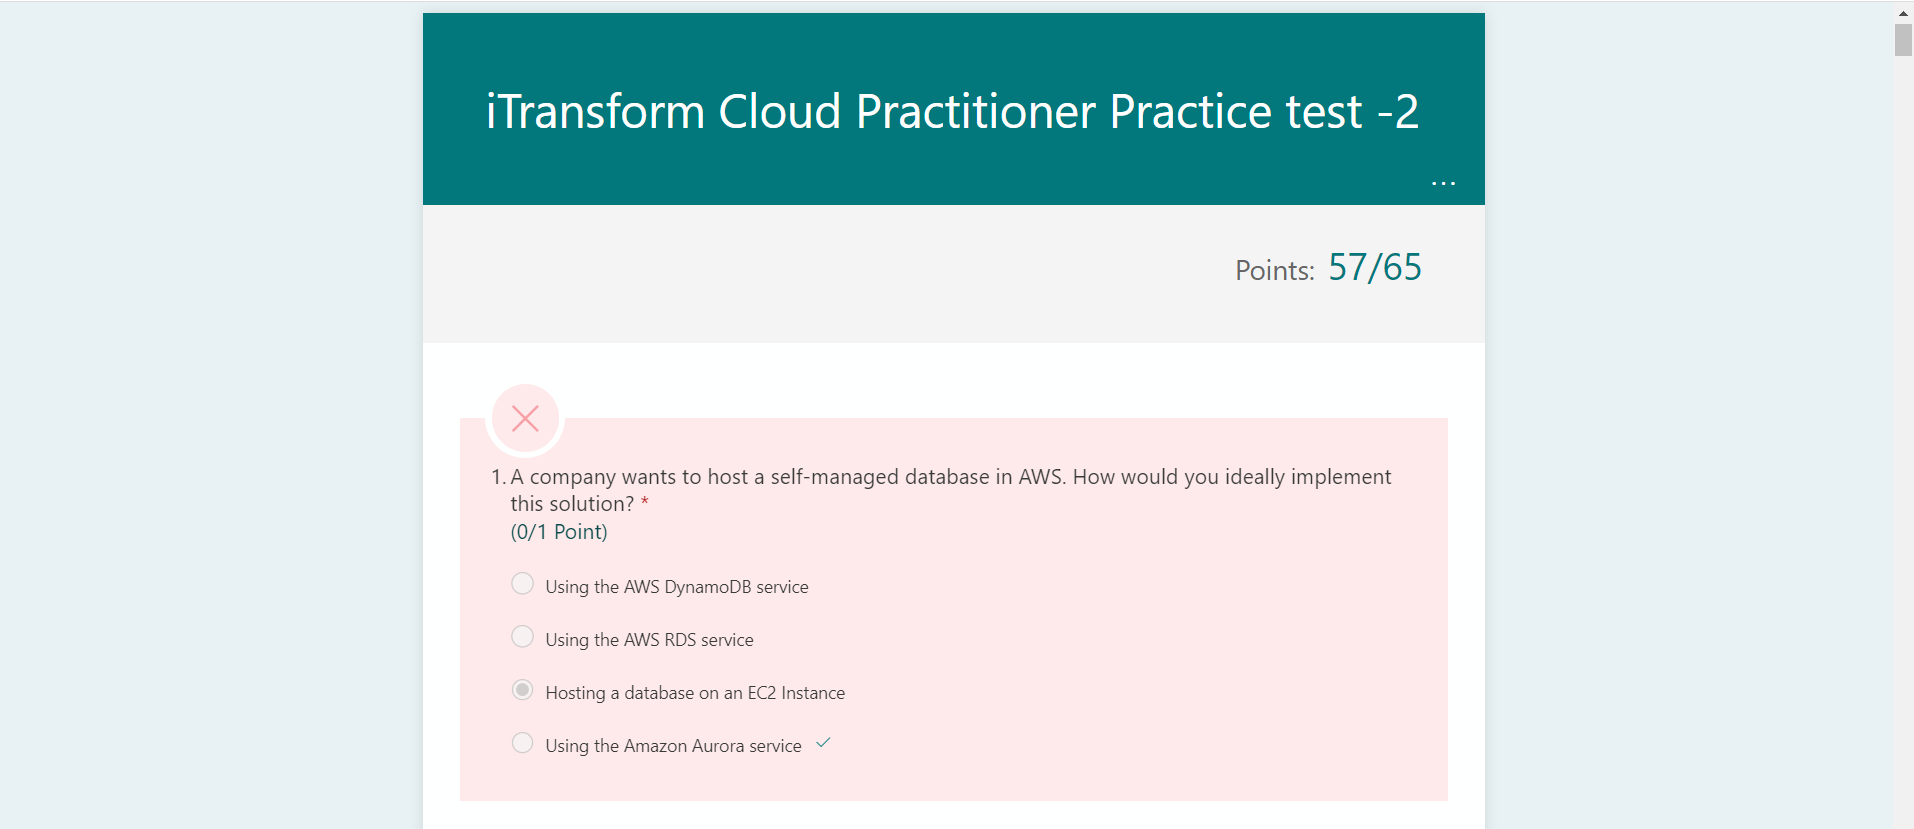 iTransform Cloud Practitioner Practice test -2
...
Points: 57/65
1. A company wants to host a self-managed database in AWS. How would you ideally implement
this solution? *
(0/1 Point)
Using the AWS DynamoDB service
Using the AWS RDS service
Hosting a database on an EC2 Instance
Using the Amazon Aurora service